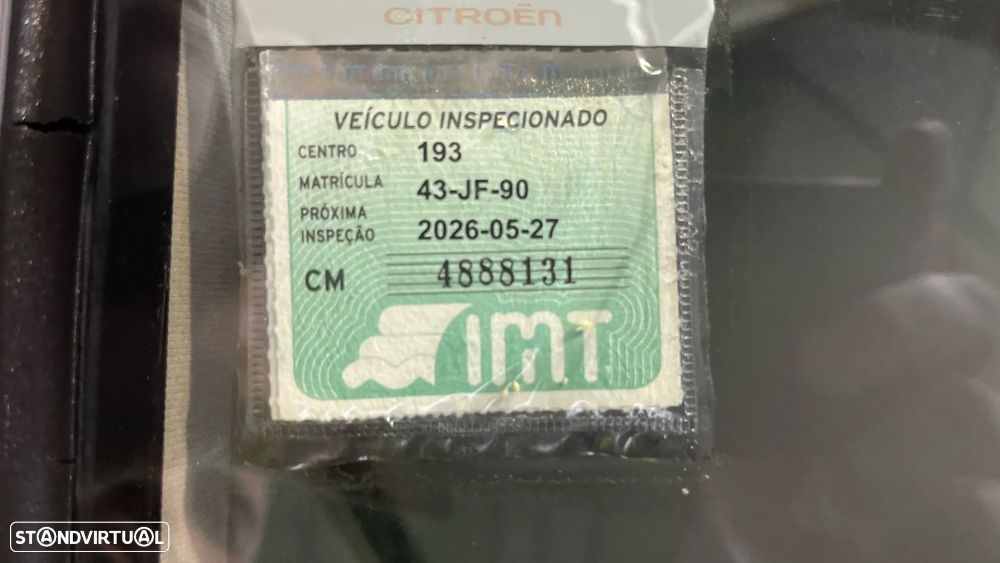 CITROËN
VEÍCULO INSPECIONADO
CENTRO 193
MATRÍCULA 43-JF-90
PRÓXIMA
INSPEÇÃO 2026-05-27
CM 4888131
IMT
STANDVIRTUAL